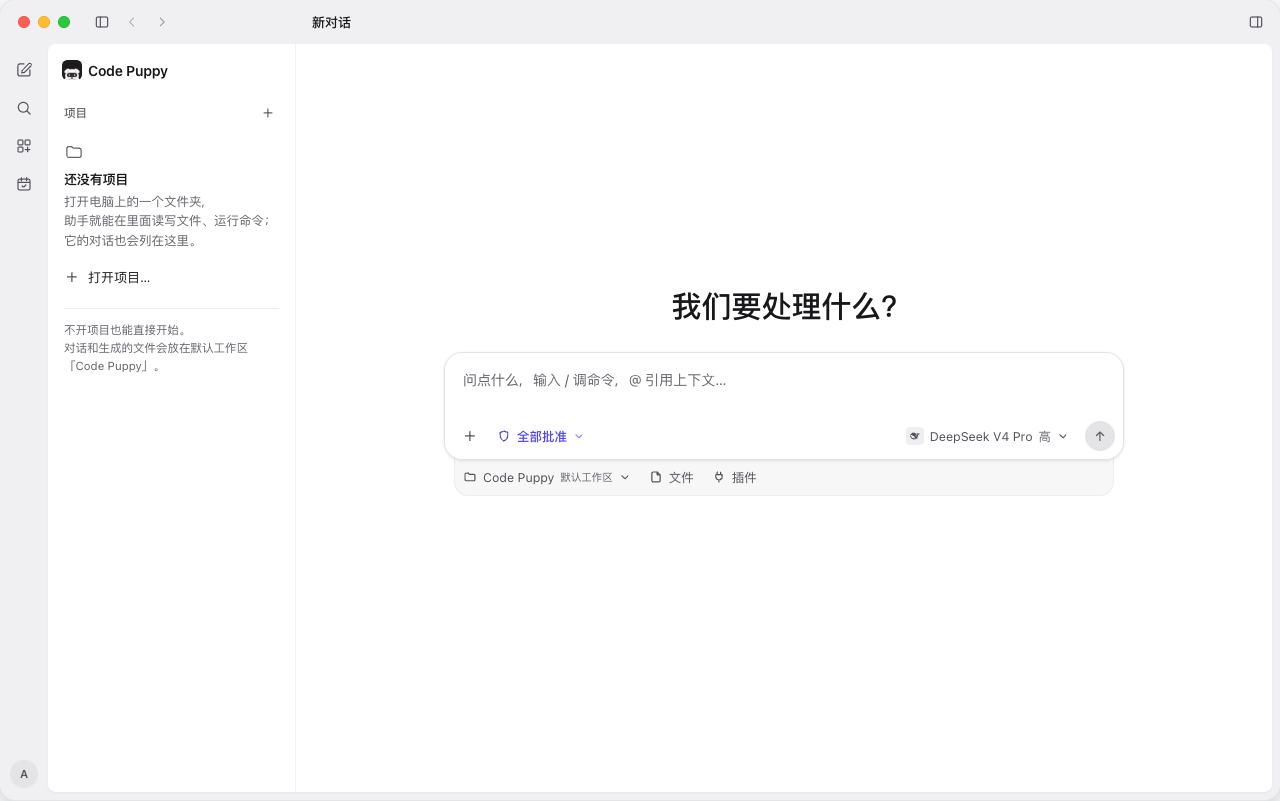 新对话
Code Puppy
项目
还没有项目
打开电脑上的一个文件夹,
助手就能在里面读写文件、运行命令;
它的对话也会列在这里。
打开项目...
不开项目也能直接开始。
对话和生成的文件会放在默认工作区
「Code Puppy」。
A
我们要处理什么?
问点什么, 输入 / 调命令, @ 引用上下文...
全部批准
DeepSeek V4 Pro 高
Code Puppy 默认工作区 文件 插件